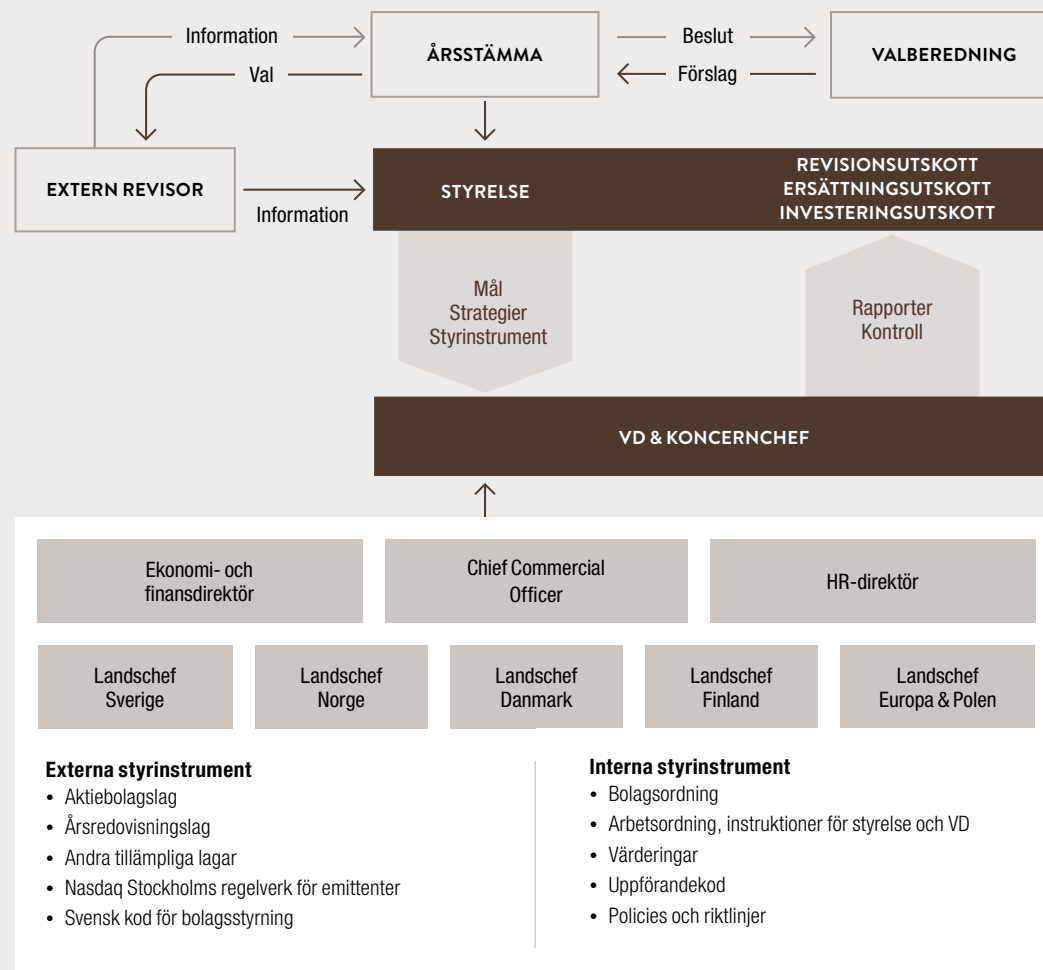 Information
ÅRSSTÄMMA
Beslut
VALBEREDNING
Val
Förslag
EXTERN REVISOR
Information
STYRELSE
REVISIONSUTSKOTT
ERSÄTTNINGSUTSKOTT
INVESTERINGSUTSKOTT
Mål
Strategier
Styrinstrument
Rapporter
Kontroll
VD & KONCERNCHEF
Ekonomi- och
finansdirektör
Chief Commercial
Officer
HR-direktör
Landschef
Sverige
Landschef
Norge
Landschef
Danmark
Landschef
Finland
Landschef
Europa & Polen
Externa styrinstrument
• Aktiebolagslag
• Årsredovisningslag
• Andra tillämpliga lagar
• Nasdaq Stockholms regelverk för emittenter
• Svensk kod för bolagsstyrning
Interna styrinstrument
• Bolagsordning
• Arbetsordning, instruktioner för styrelse och VD
• Värderingar
• Uppförandekod
• Policies och riktlinjer